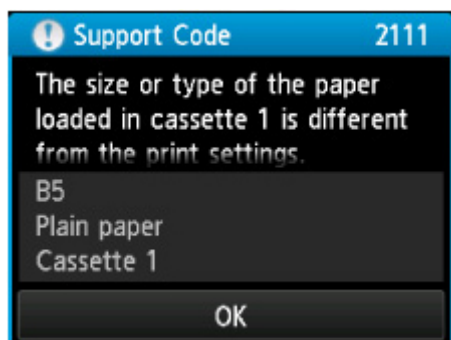 Support Code 2111
The size or type of the paper
loaded in cassette 1 is different
from the print settings.
B5
Plain paper
Cassette 1
OK